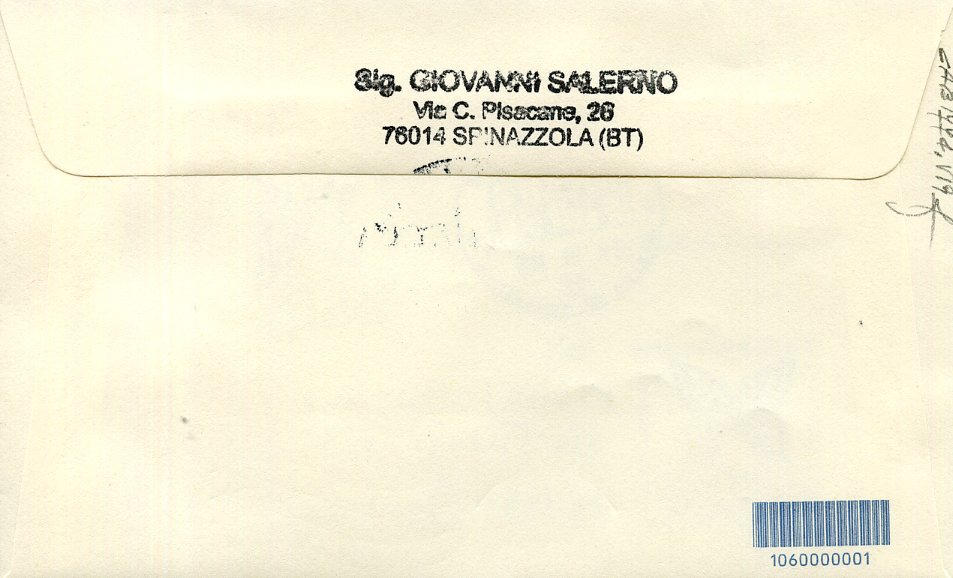 Sig. GIOVANNI SALERNO
Via C. Pisacane, 26
76014 SPINAZZOLA (BT)
1060000001